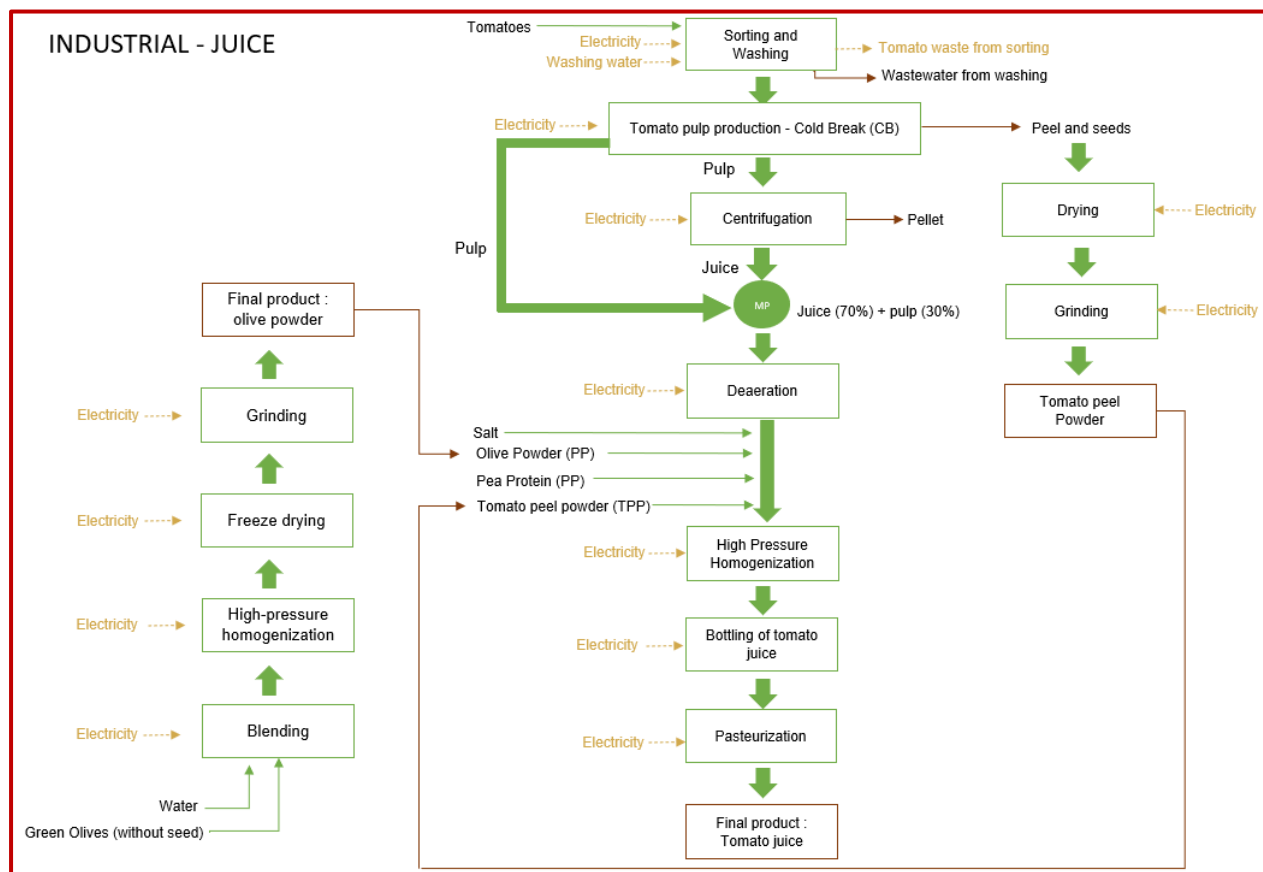 INDUSTRIAL - JUICE
Tomatoes
Electricity
Washing water
Sorting and
Washing
Tomato waste from sorting
Wastewater from washing
Electricity
Tomato pulp production - Cold Break (CB)
Peel and seeds
Pulp
Electricity
Centrifugation
Pellet
Drying
Electricity
Pulp
Juice
MP
Juice (70%) + pulp (30%)
Grinding
Electricity
Final product :
olive powder
Electricity
Deaeration
Tomato peel
Powder
Electricity
Grinding
Salt
Olive Powder (PP)
Pea Protein (PP)
Tomato peel powder (TPP)
Electricity
Freeze drying
Electricity
High Pressure
Homogenization
Electricity
High-pressure
homogenization
Electricity
Bottling of tomato
juice
Electricity
Blending
Electricity
Pasteurization
Water
Green Olives (without seed)
Final product :
Tomato juice